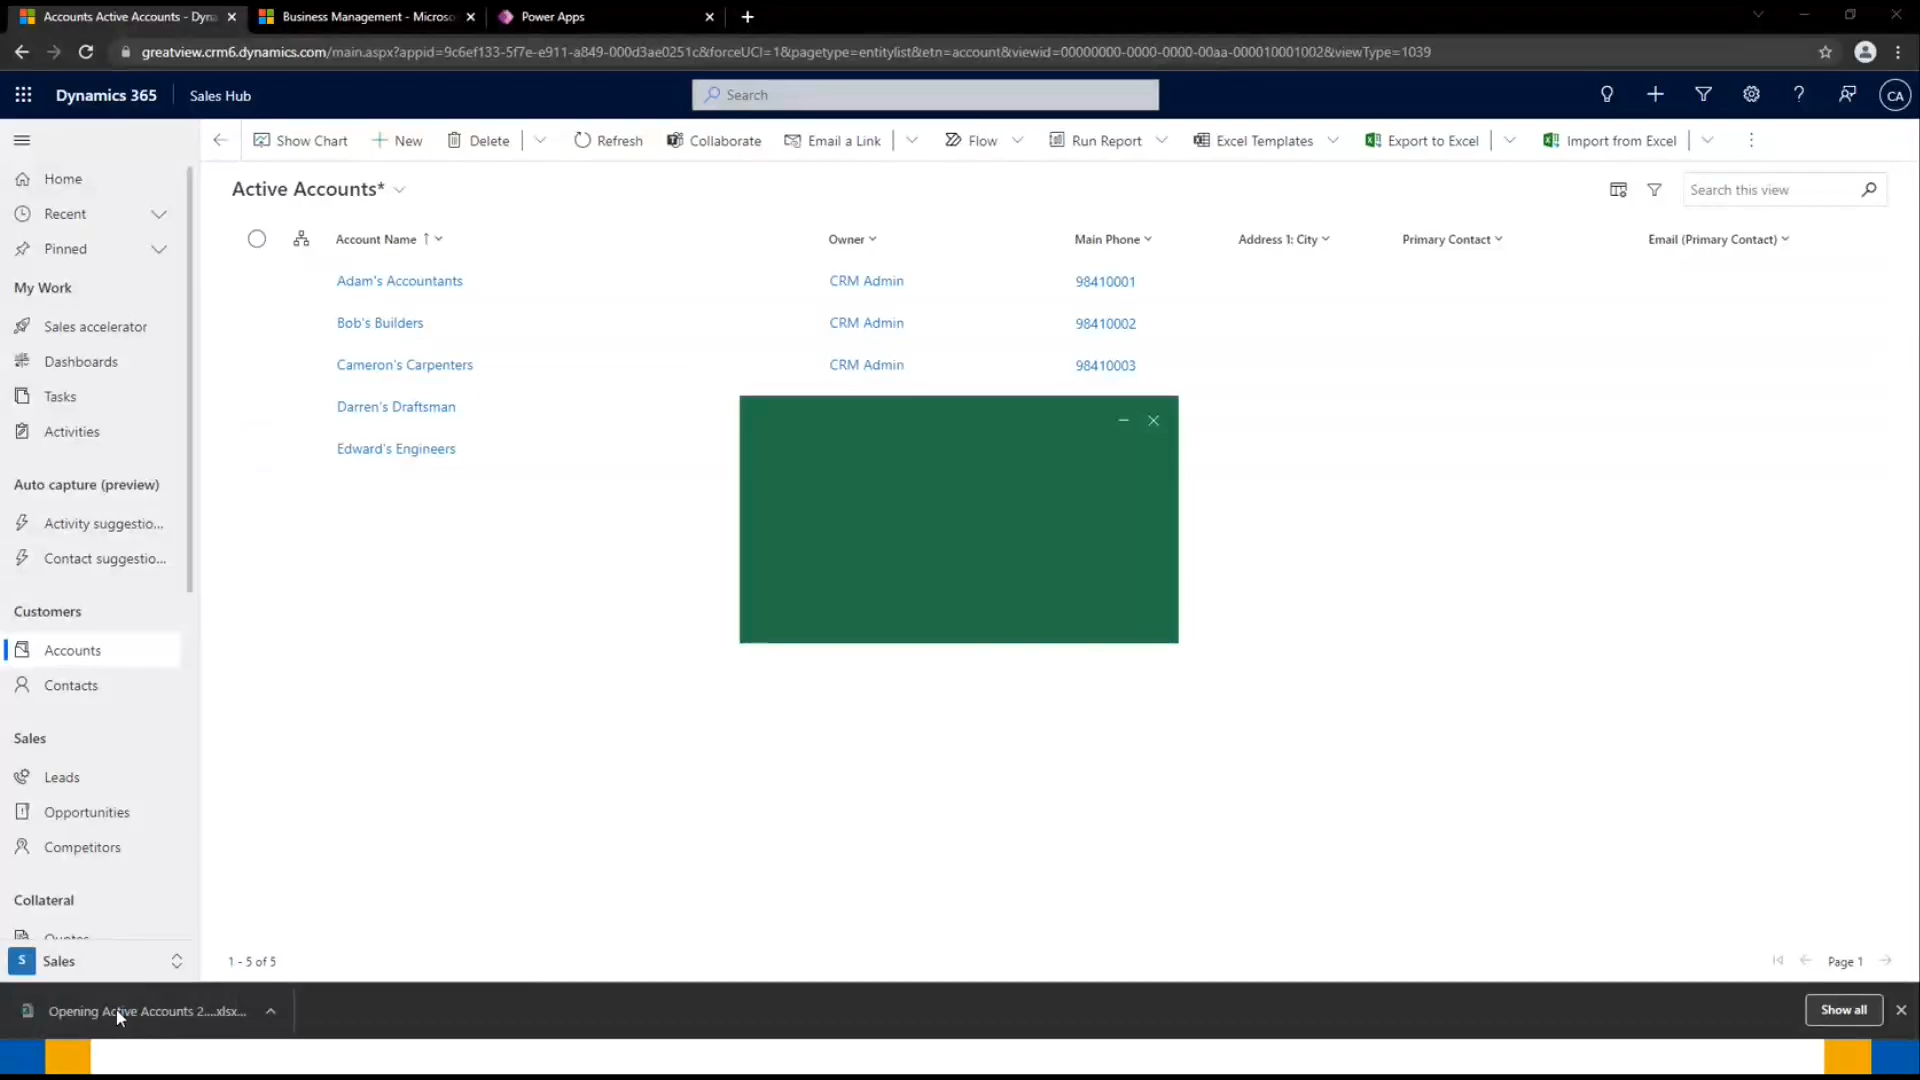 Accounts Active Accounts - Dyna
Business Management - Microso
Power Apps
greatview.crm6.dynamics.com/main.aspx?appid=9c6ef133-5f7e-e911-a849-000d3ae0251c&forceUCI=1&pagetype=entitylist&etn=account&viewid=00000000-0000-0000-00aa-000010001002&viewType=1039
Dynamics 365
Sales Hub
Search
CA
Show Chart
New
Delete
Refresh
Collaborate
Email a Link
Flow
Run Report
Excel Templates
Export to Excel
Import from Excel
Home
Recent
Pinned
My Work
Sales accelerator
Dashboards
Tasks
Activities
Auto capture (preview)
Activity suggestio...
Contact suggestio...
Customers
Accounts
Contacts
Sales
Leads
Opportunities
Competitors
Collateral
Quotes
S Sales
Active Accounts*
Search this view
Account Name Owner Main Phone Address 1: City Primary Contact Email (Primary Contact)
Adam's Accountants CRM Admin 98410001
Bob's Builders CRM Admin 98410002
Cameron's Carpenters CRM Admin 98410003
Darren's Draftsman
Edward's Engineers
1 - 5 of 5
Page 1
Opening Active Accounts 2....xlsx...
Show all